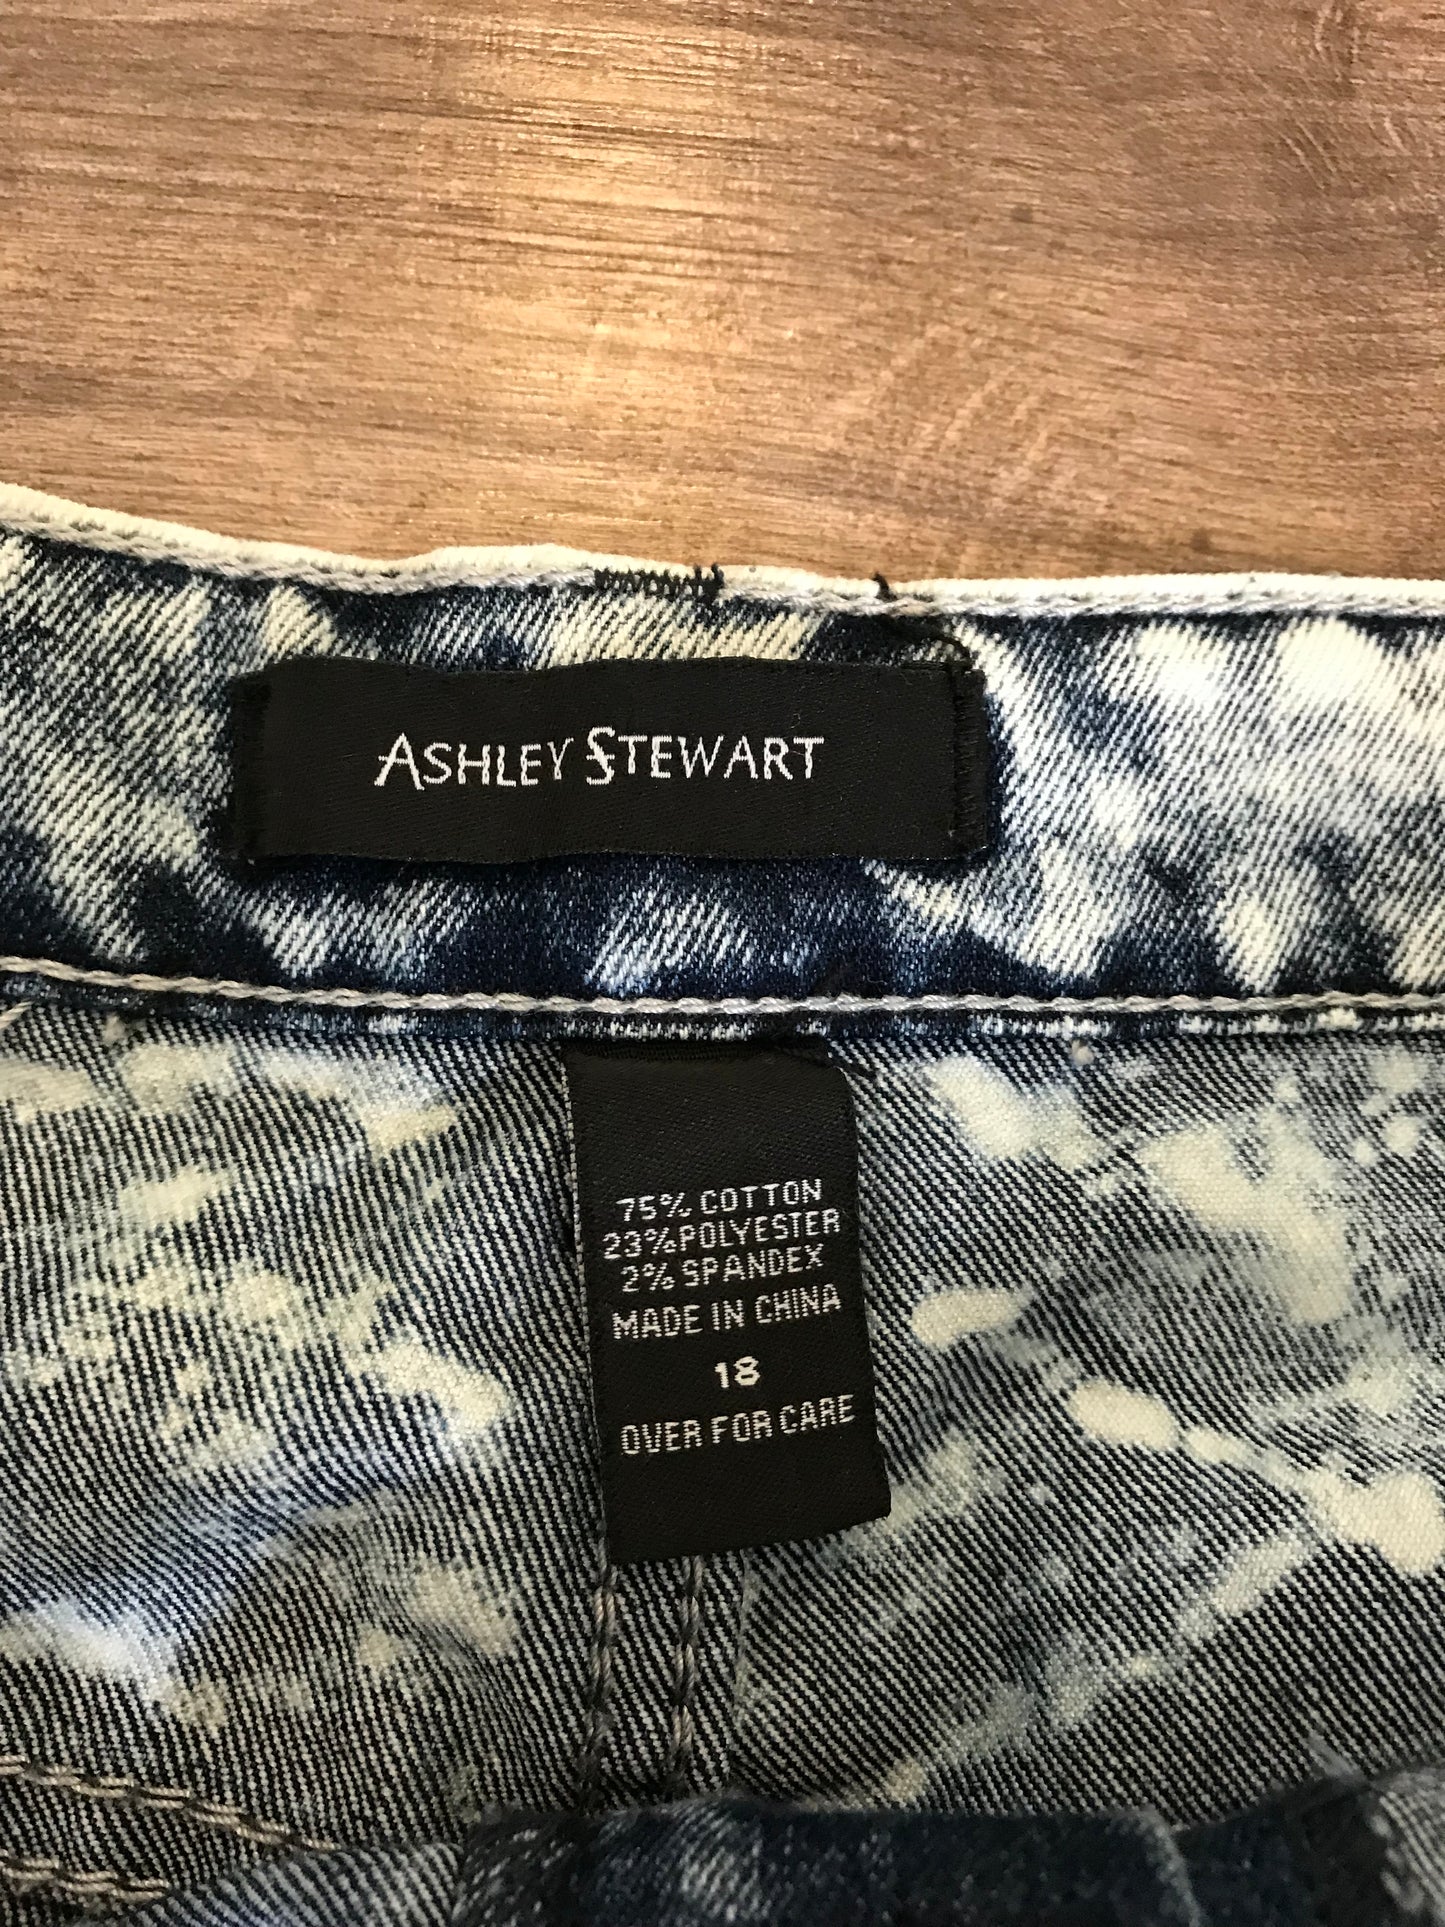 ASHLEY STEWART
75% COTTON
23%POLYESTER
2% SPANDEX
MADE IN CHINA
18
OVER FOR CARE